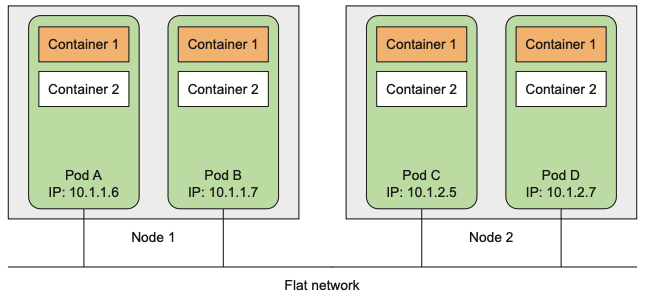 Container 1
Container 2
Pod A
IP: 10.1.1.6
Container 1
Container 2
Pod B
IP: 10.1.1.7
Node 1
Container 1
Container 2
Pod C
IP: 10.1.2.5
Container 1
Container 2
Pod D
IP: 10.1.2.7
Node 2
Flat network